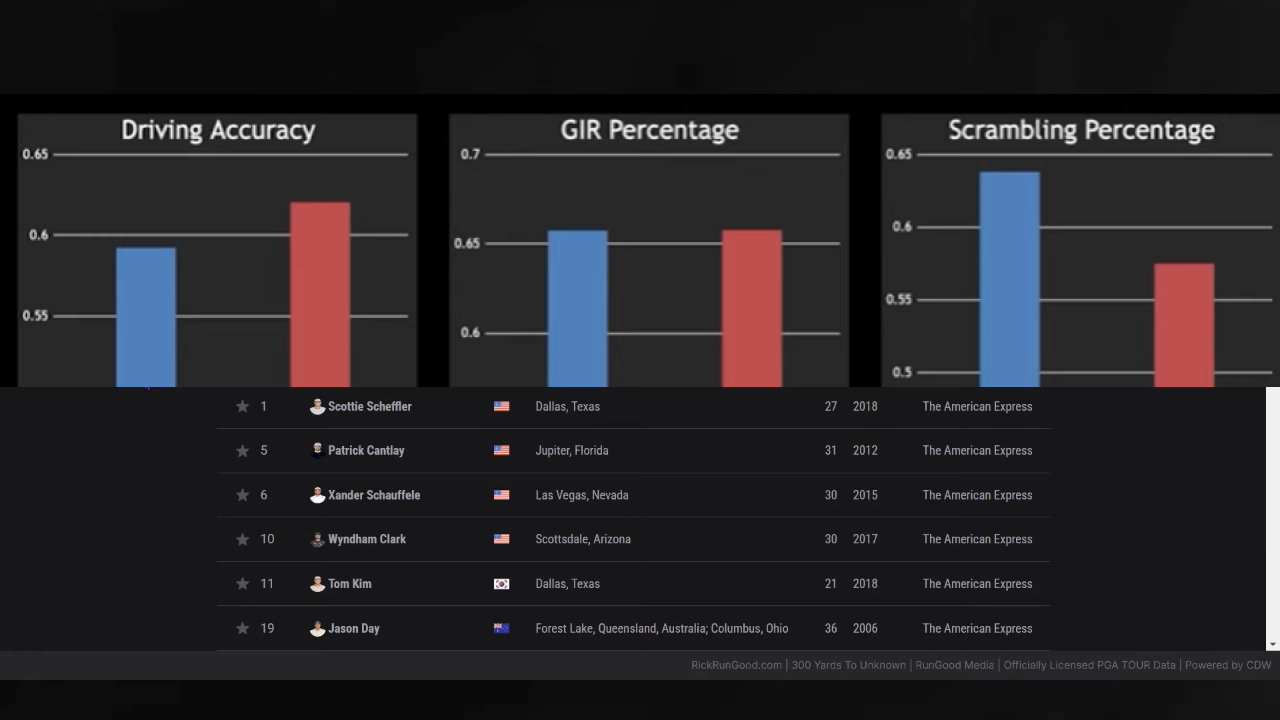 Driving Accuracy
0.65
0.6
0.55
GIR Percentage
0.7
0.65
0.6
Scrambling Percentage
0.65
0.6
0.55
0.5
1 Scottie Scheffler Dallas, Texas 27 2018 The American Express
5 Patrick Cantlay Jupiter, Florida 31 2012 The American Express
6 Xander Schauffele Las Vegas, Nevada 30 2015 The American Express
10 Wyndham Clark Scottsdale, Arizona 30 2017 The American Express
11 Tom Kim Dallas, Texas 21 2018 The American Express
19 Jason Day Forest Lake, Queensland, Australia; Columbus, Ohio 36 2006 The American Express
RickRunGood.com | 300 Yards To Unknown | RunGood Media | Officially Licensed PGA TOUR Data | Powered by CDW